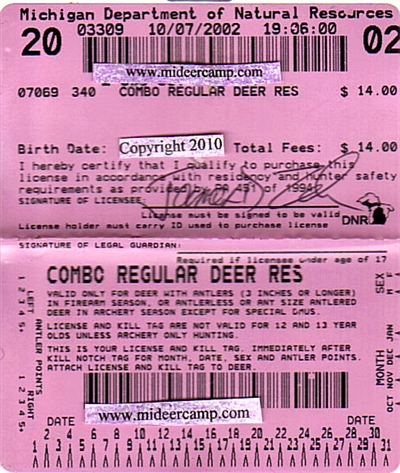 Michigan Department of Natural Resources
20 03309 10/07/2002 19:06:00 02
www.mideercamp.com
07069 340 COMBO REGULAR DEER RES $ 14.00
Birth Date: Copyright 2010 Total Fees: $ 14.00
I hereby certify that I qualify to purchase this
license in accordance with residency and hunter safety
requirements as provided by PA 451 of 1994.
SIGNATURE OF LICENSEE
License must be signed to be valid
License holder must carry ID used to purchase license
DNR
SIGNATURE OF LEGAL GUARDIAN:
Required if licensee under age of 17
COMBO REGULAR DEER RES
VALID ONLY FOR DEER WITH ANTLERS (3 INCHES OR LONGER)
IN FIREARM SEASON, OR ANTLERLESS OR ANY SIZE ANTLERED
DEER IN ARCHERY SEASON EXCEPT FOR SPECIAL GMUS.
LICENSE AND KILL TAG ARE NOT VALID FOR 12 AND 13 YEAR
OLDS UNLESS ARCHERY ONLY HUNTING.
THIS IS YOUR LICENSE AND KILL TAG. IMMEDIATELY AFTER
KILL NOTCH TAG FOR MONTH, DATE, SEX AND ANTLER POINTS.
ATTACH LICENSE AND KILL TAG TO DEER.
1 2 3 4 5+
LEFT
ANTLER POINTS
RIGHT
1 2 3 4 5+
SEX
MONTH
OCT NOV DEC JAN
www.mideercamp.com
DATE DATE
1 2 3 4 5 6 7 8 9 10 11 12 13 14 15 16 17 18 19 20 21 22 23 24 25 26 27 28 29 30 31